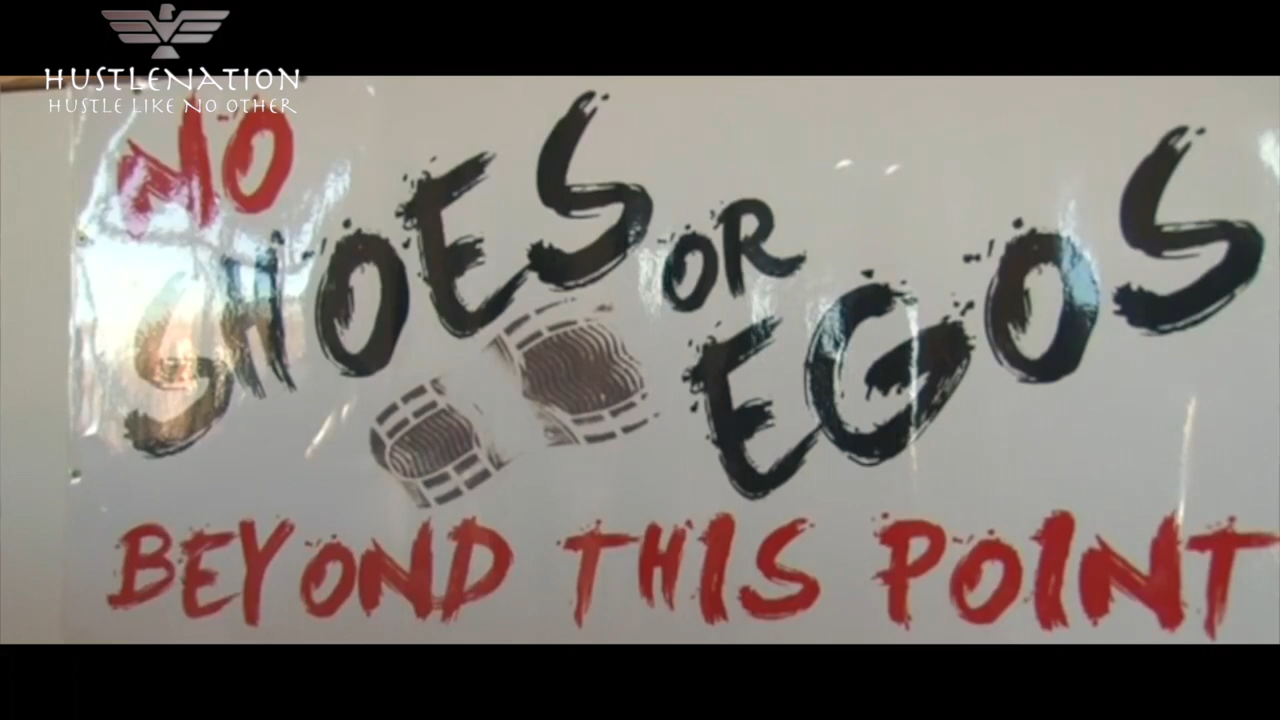 HUSTLENATION
HUSTLE LIKE NO OTHER
NO
SHOES OR EGOS
BEYOND THIS POINT